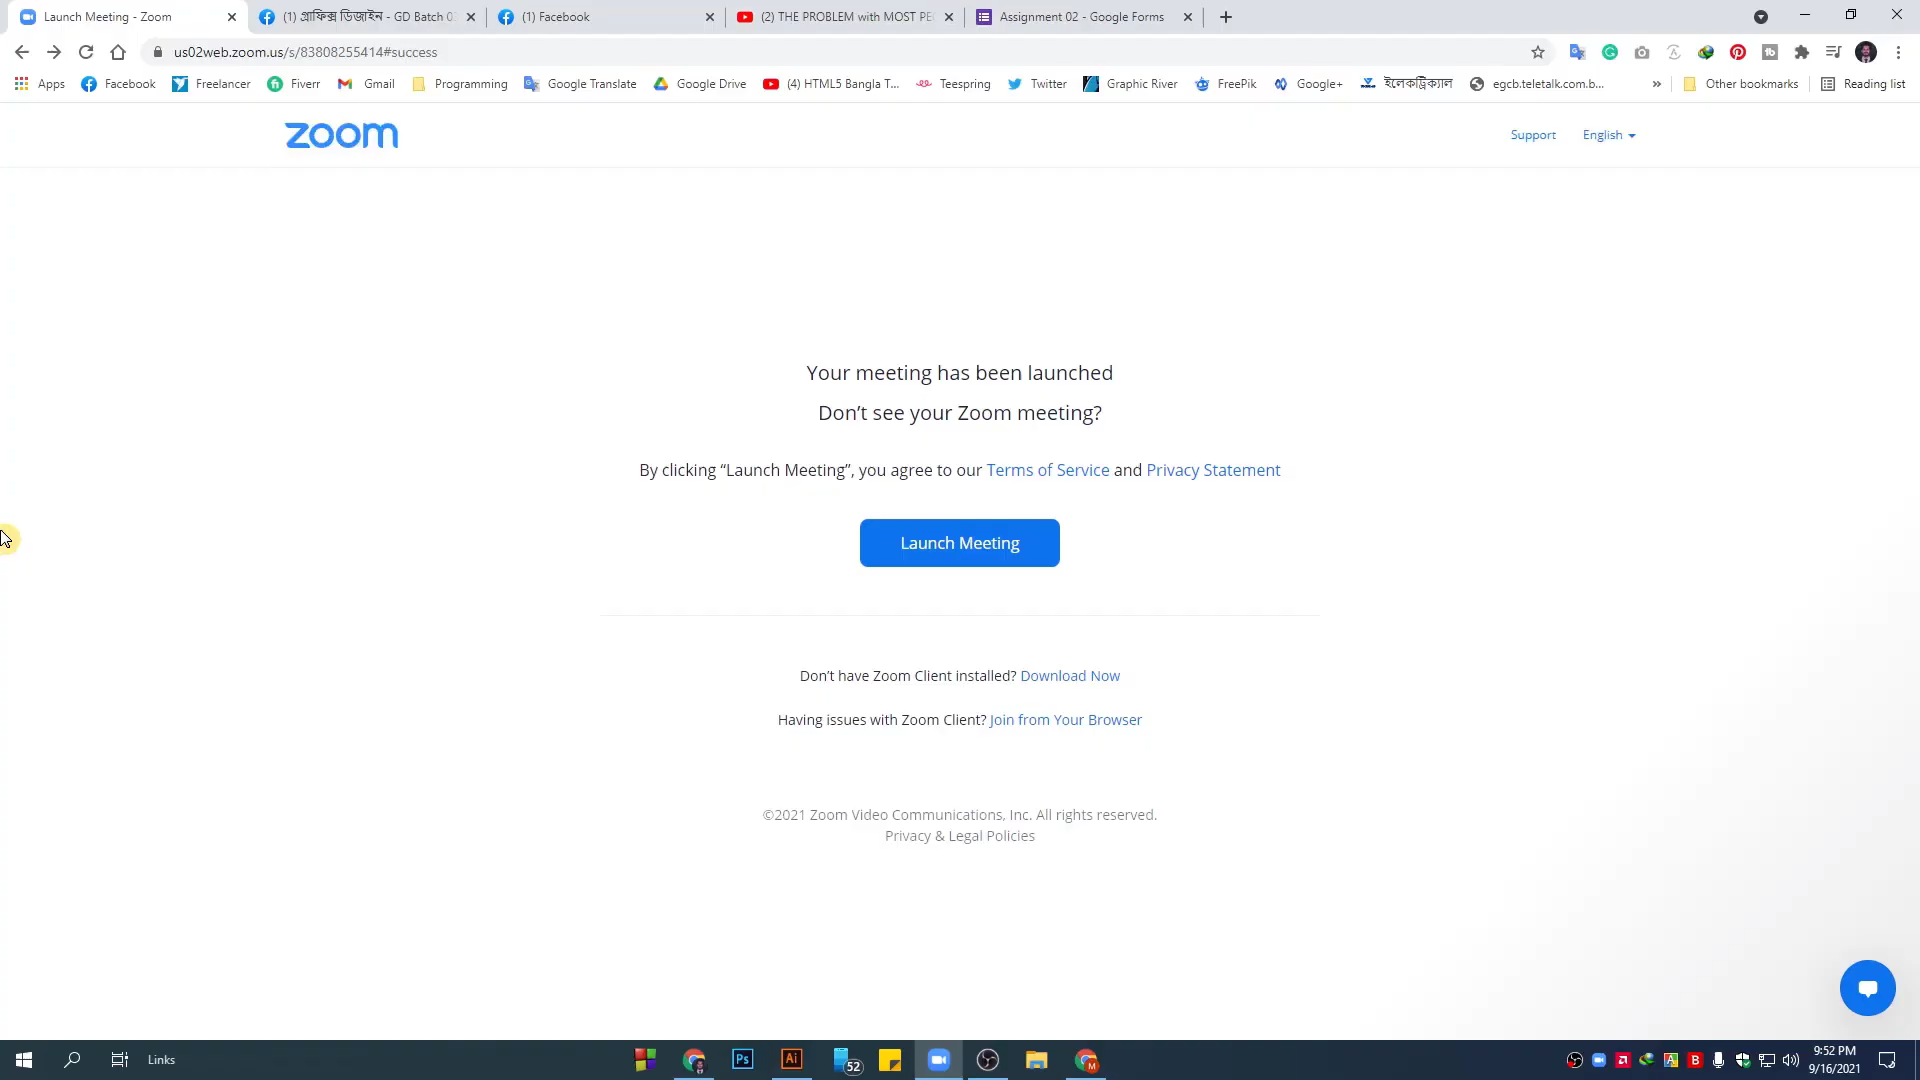 Launch Meeting - Zoom
(1) গ্রাফিক্স ডিজাইন - GD Batch 0
(1) Facebook
(2) THE PROBLEM with MOST PE
Assignment 02 - Google Forms
us02web.zoom.us/s/83808255414#success
Apps
Facebook
Freelancer
Fiverr
Gmail
Programming
Google Translate
Google Drive
(4) HTML5 Bangla T...
Teespring
Twitter
Graphic River
FreePik
Google+
ইলেকট্রিক্যাল
egcb.teletalk.com.b...
»
Other bookmarks
Reading list
zoom
Support
English
Your meeting has been launched
Don’t see your Zoom meeting?
By clicking “Launch Meeting”, you agree to our Terms of Service and Privacy Statement
Launch Meeting
Don’t have Zoom Client installed? Download Now
Having issues with Zoom Client? Join from Your Browser
©2021 Zoom Video Communications, Inc. All rights reserved.
Privacy & Legal Policies
Links
Ps
Ai
52
M
A
B
9:52 PM
9/16/2021